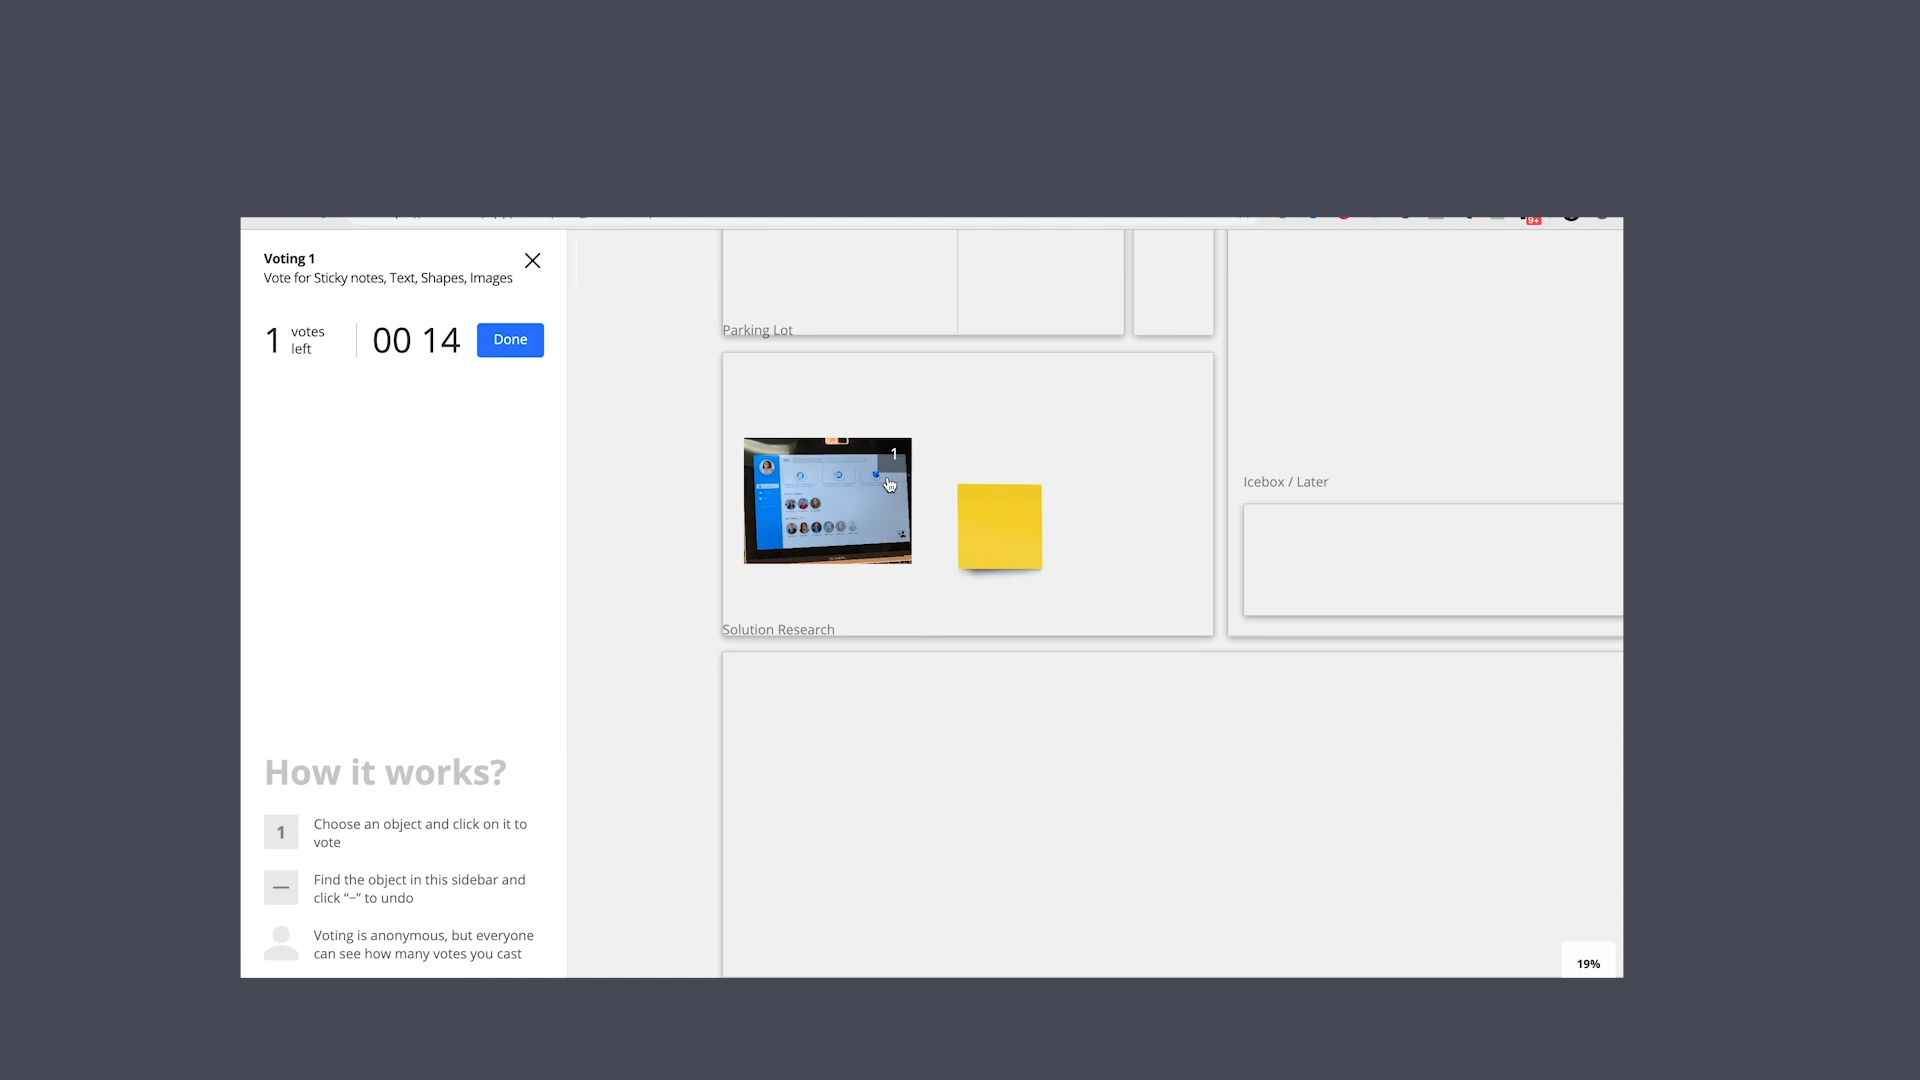 9+
Voting 1
Vote for Sticky notes, Text, Shapes, Images
1 votes
left
00 14
Done
Parking Lot
1
Icebox / Later
Solution Research
How it works?
1
Choose an object and click on it to
vote
Find the object in this sidebar and
click “–” to undo
Voting is anonymous, but everyone
can see how many votes you cast
19%